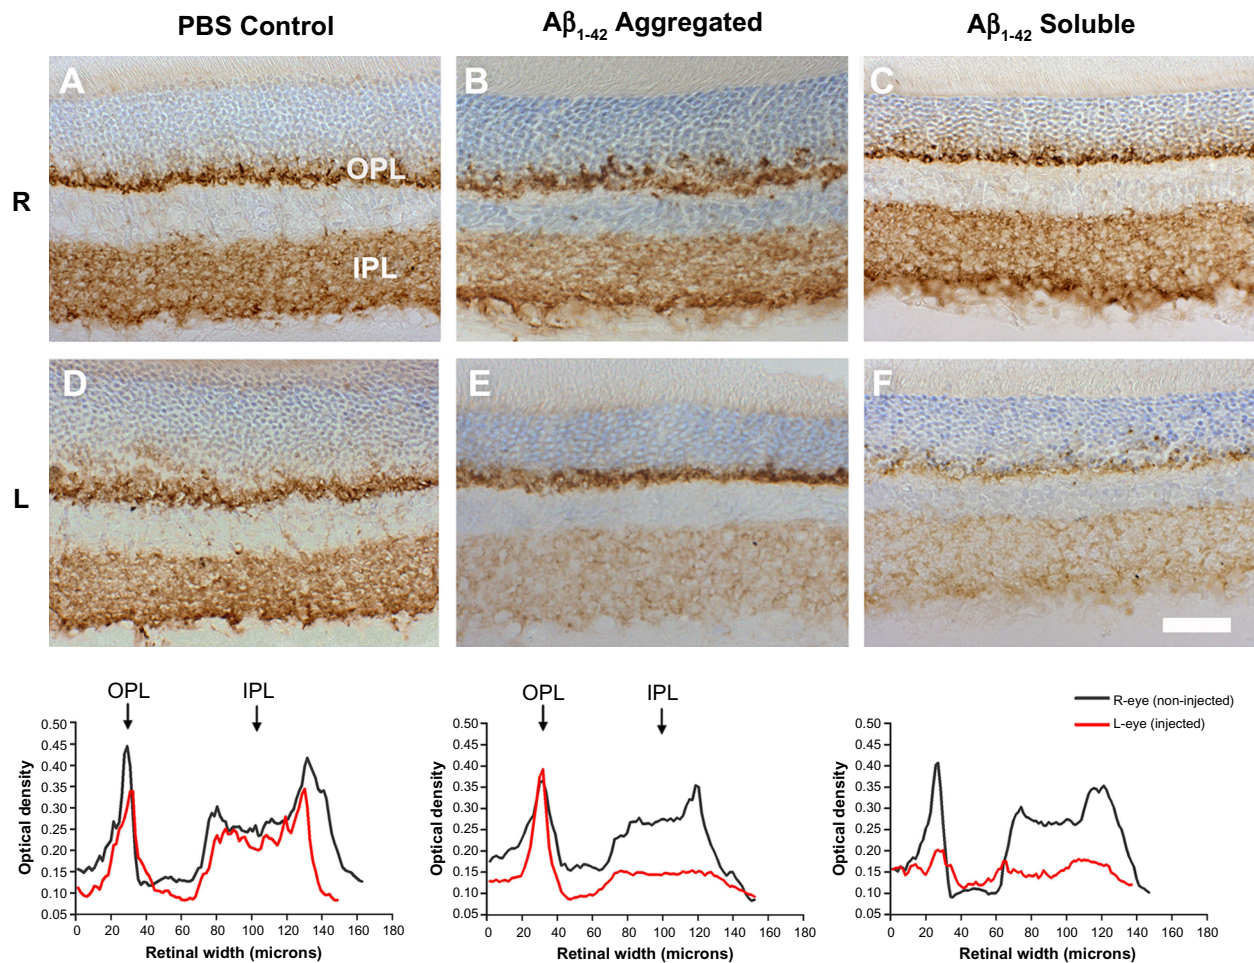 PBS Control
Aβ1-42 Aggregated
Aβ1-42 Soluble
R
A
OPL
IPL
B
C
L
D
E
F
OPL IPL
Optical density
0.50
0.45
0.40
0.35
0.30
0.25
0.20
0.15
0.10
0.05
0 20 40 60 80 100 120 140 160 180
Retinal width (microns)
OPL IPL
Optical density
0.50
0.45
0.40
0.35
0.30
0.25
0.20
0.15
0.10
0.05
0 20 40 60 80 100 120 140 160 180
Retinal width (microns)
R-eye (non-injected)
L-eye (injected)
Optical density
0.50
0.45
0.40
0.35
0.30
0.25
0.20
0.15
0.10
0.05
0 20 40 60 80 100 120 140 160 180
Retinal width (microns)